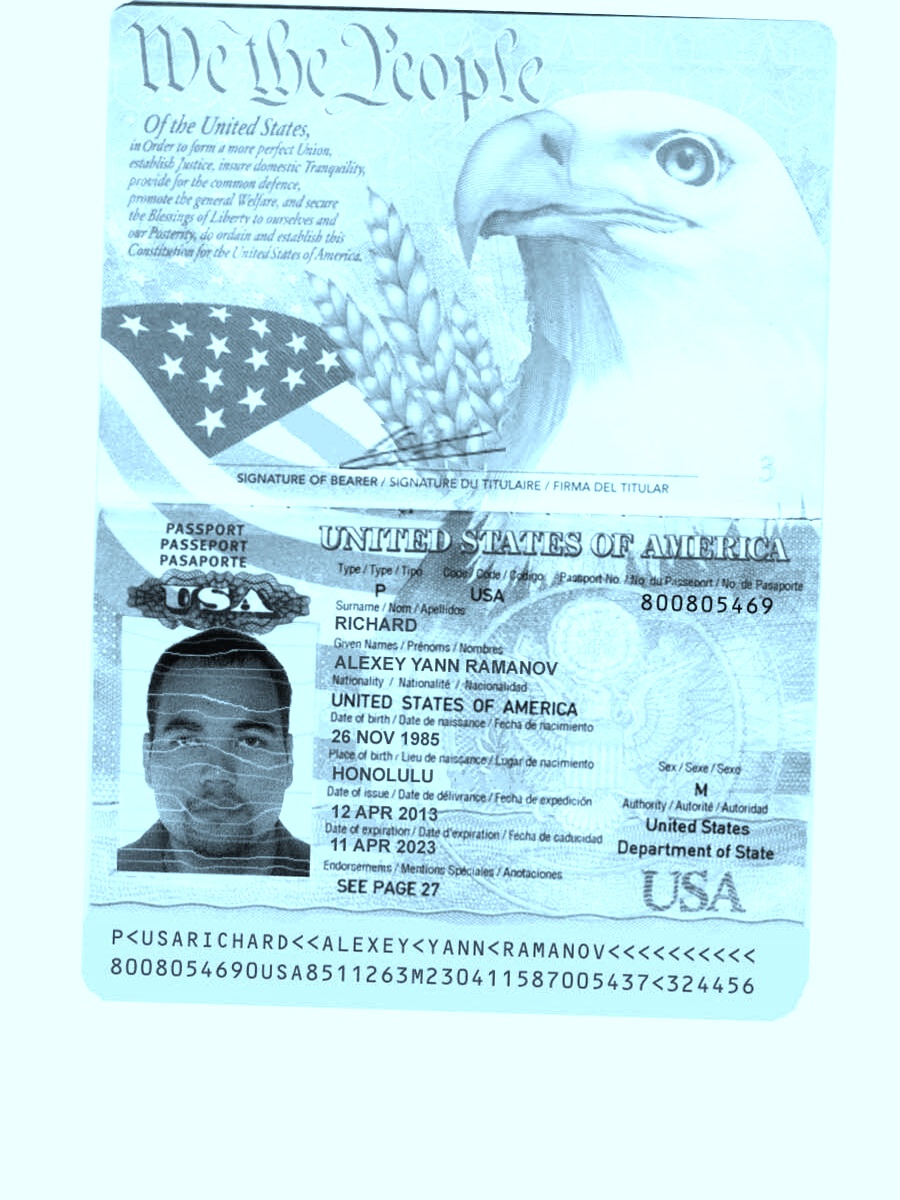 We the People
Of the United States,
in Order to form a more perfect Union,
establish Justice, insure domestic Tranquility,
provide for the common defence,
promote the general Welfare, and secure
the Blessings of Liberty to ourselves and
our Posterity, do ordain and establish this
Constitution for the United States of America.
3
SIGNATURE OF BEARER / SIGNATURE DU TITULAIRE / FIRMA DEL TITULAR
PASSPORT
PASSEPORT
PASAPORTE
USA
UNITED STATES OF AMERICA
Type / Type / Tipo Code / Code / Codigo Passport No. / No. du Passeport / No. de Pasaporte
P USA 800805469
Surname / Nom / Apellidos
RICHARD
Given Names / Prénoms / Nombres
ALEXEY YANN RAMANOV
Nationality / Nationalité / Nacionalidad
UNITED STATES OF AMERICA
Date of birth / Date de naissance / Fecha de nacimiento
26 NOV 1985
Place of birth / Lieu de naissance / Lugar de nacimiento
HONOLULU
Sex / Sexe / Sexo
M
Date of issue / Date de délivrance / Fecha de expedición
12 APR 2013
Authority / Autorité / Autoridad
United States
Department of State
Date of expiration / Date d'expiration / Fecha de caducidad
11 APR 2023
Endorsements / Mentions Spéciales / Anotaciones
SEE PAGE 27
USA
P<USARICHARD<<ALEXEY<YANN<RAMANOV<<<<<<<<<<
8008054690USA8511263M230411587005437<324456